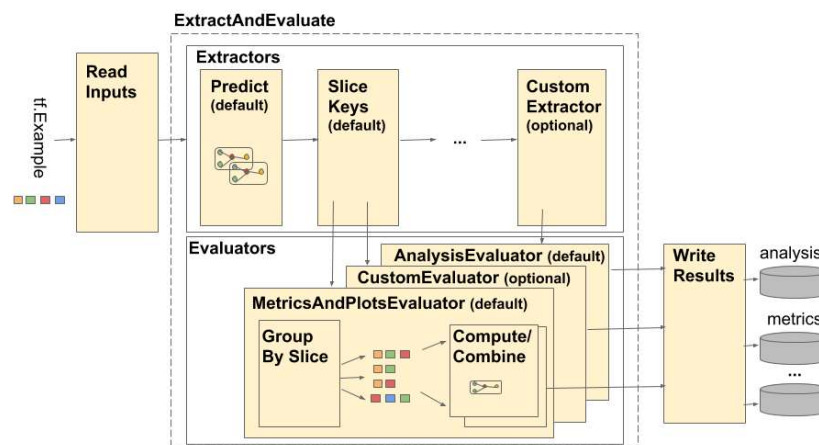 ExtractAndEvaluate
Extractors
Read
Inputs
Predict
(default)
Slice
Keys
(default)
...
Custom
Extractor
(optional)
tf.Example
Evaluators
AnalysisEvaluator (default)
CustomEvaluator (optional)
MetricsAndPlotsEvaluator (default)
Group
By Slice
Compute/
Combine
Write
Results
analysis
metrics
...